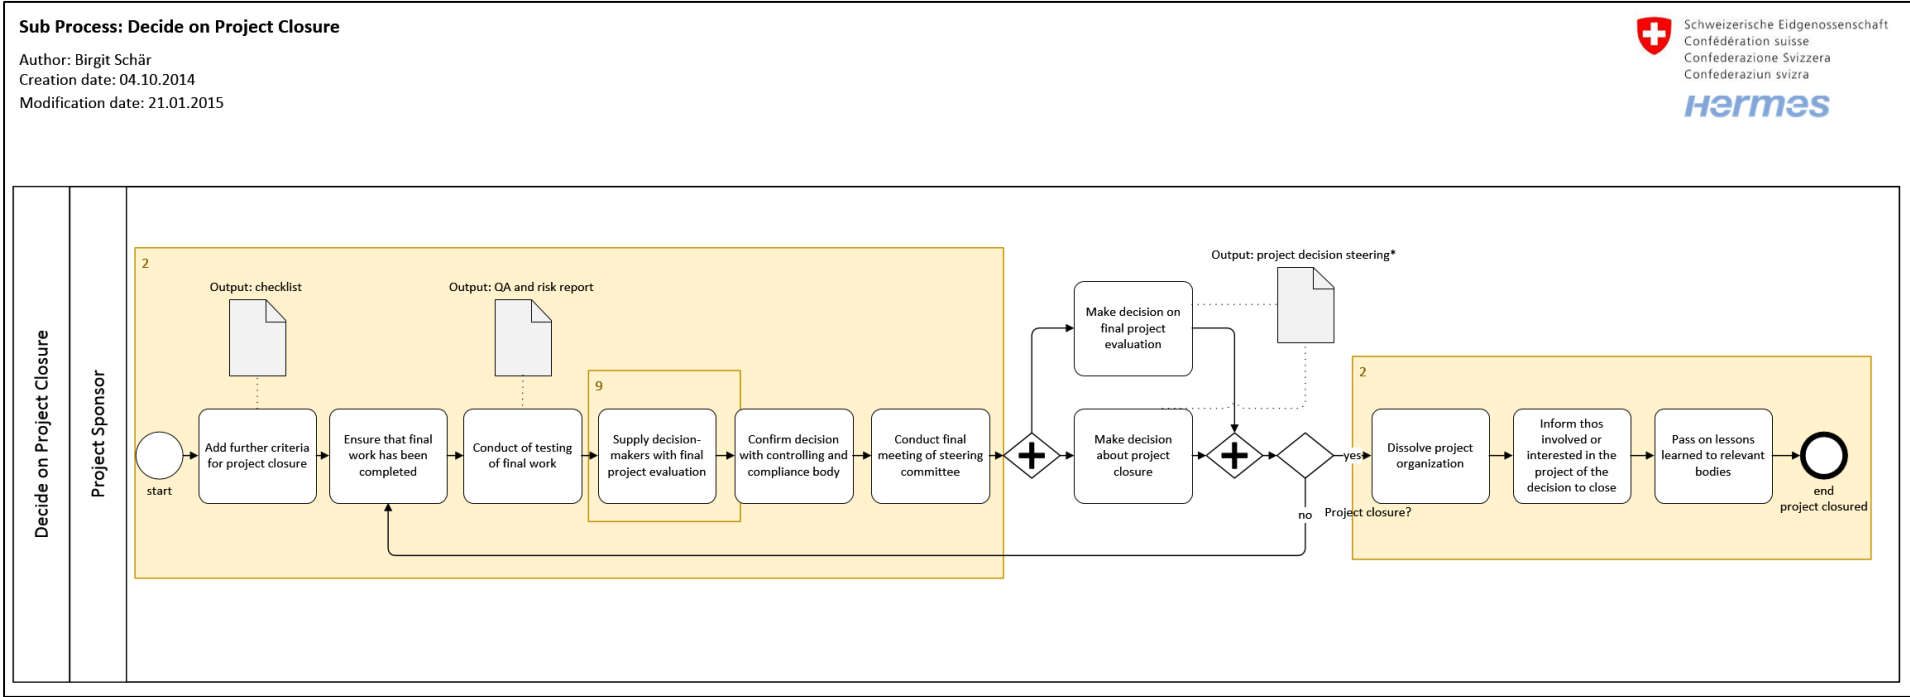 Sub Process: Decide on Project Closure
Author: Birgit Schär
Creation date: 04.10.2014
Modification date: 21.01.2015
Schweizerische Eidgenossenschaft
Confédération suisse
Confederazione Svizzera
Confederaziun svizra
Hermes
Decide on Project Closure
Project Sponsor
2
Output: checklist
Output: QA and risk report
9
start
Add further criteria
for project closure
Ensure that final
work has been
completed
Conduct of testing
of final work
Supply decision-
makers with final
project evaluation
Confirm decision
with controlling and
compliance body
Conduct final
meeting of steering
committee
Make decision on
final project
evaluation
Output: project decision steering*
Make decision
about project
closure
yes
no
Project closure?
2
Dissolve project
organization
Inform thos
involved or
interested in the
project of the
decision to close
Pass on lessons
learned to relevant
bodies
end
project closured